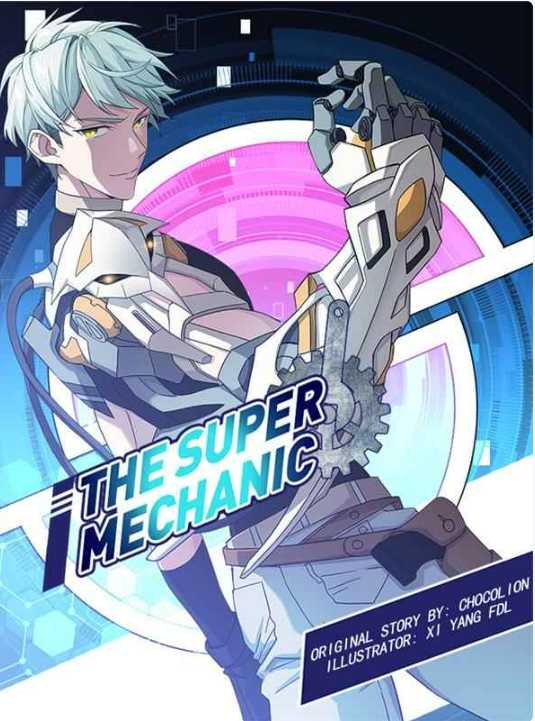 THE SUPER
MECHANIC
ORIGINAL STORY BY: CHOCOLION
ILLUSTRATOR: XI YANG FDL